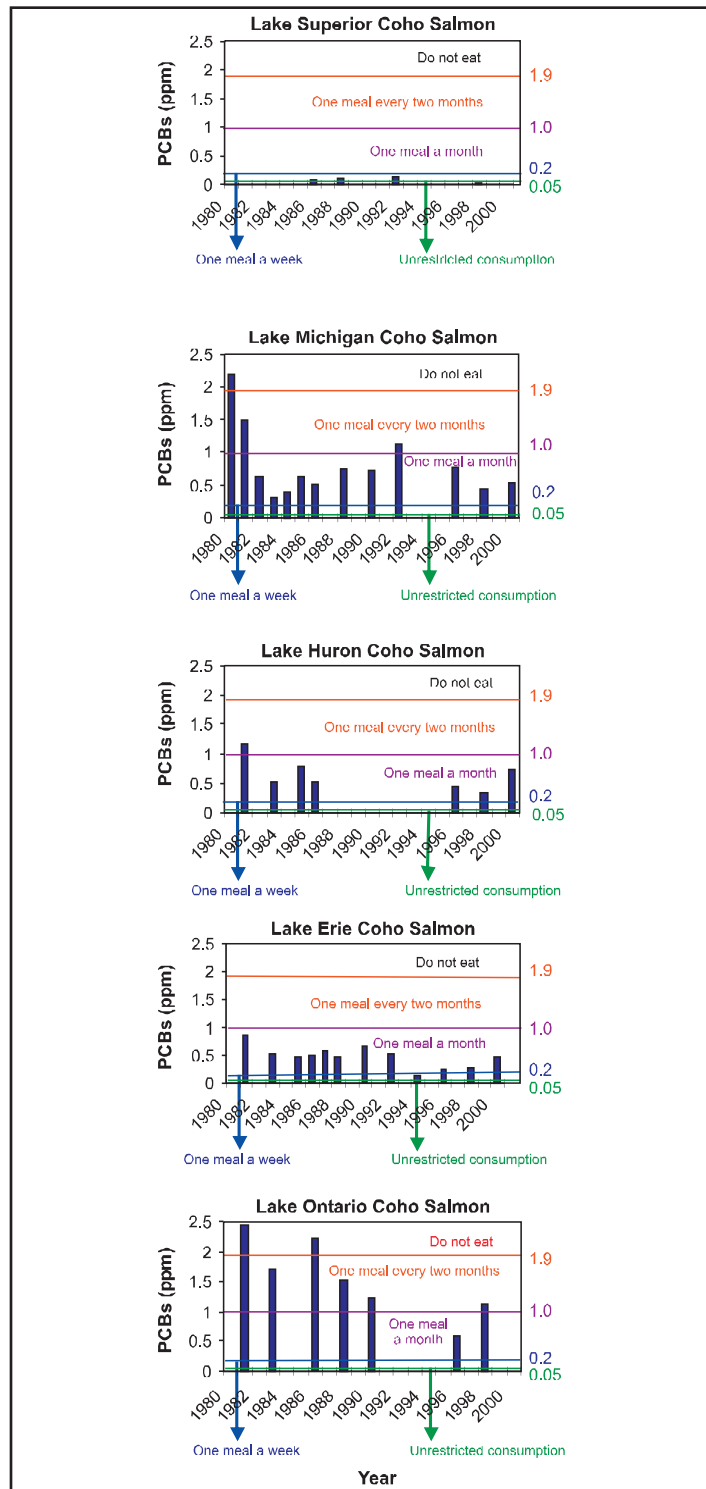 Lake Superior Coho Salmon
PCBs (ppm)
2.5
2
1.5
1
0.5
0
Do not eat
One meal every two months
One meal a month
1.9
1.0
0.2
0.05
1980
1982
1984
1986
1988
1990
1992
1994
1996
1998
2000
One meal a week
Unrestricted consumption
Lake Michigan Coho Salmon
PCBs (ppm)
2.5
2
1.5
1
0.5
0
Do not eat
One meal every two months
One meal a month
1.9
1.0
0.2
0.05
1980
1982
1984
1986
1988
1990
1992
1994
1996
1998
2000
One meal a week
Unrestricted consumption
Lake Huron Coho Salmon
PCBs (ppm)
2.5
2
1.5
1
0.5
0
Do not eat
One meal every two months
One meal a month
1.9
1.0
0.2
0.05
1980
1982
1984
1986
1988
1990
1992
1994
1996
1998
2000
One meal a week
Unrestricted consumption
Lake Erie Coho Salmon
PCBs (ppm)
2.5
2
1.5
1
0.5
0
Do not eat
One meal every two months
One meal a month
1.9
1.0
0.2
0.05
1980
1982
1984
1986
1988
1990
1992
1994
1996
1998
2000
One meal a week
Unrestricted consumption
Lake Ontario Coho Salmon
PCBs (ppm)
2.5
2
1.5
1
0.5
0
Do not eat
One meal every two months
One meal
a month
1.9
1.0
0.2
0.05
1980
1982
1984
1986
1988
1990
1992
1994
1996
1998
2000
One meal a week
Unrestricted consumption
Year